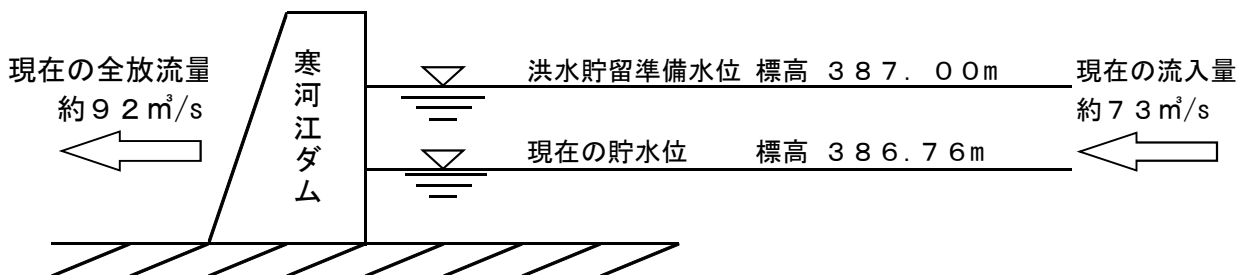 現在の全放流量
約９２㎥/s
寒河江ダム
洪水貯留準備水位 標高 ３８７．００m
現在の貯水位 標高 ３８６.７６m
現在の流入量
約７３㎥/s